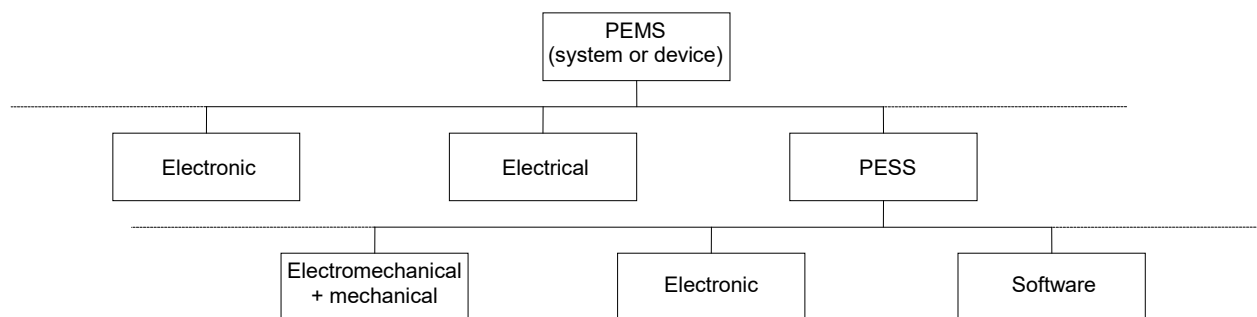 PEMS
(system or device)
Electronic
Electrical
PESS
Electromechanical
+ mechanical
Electronic
Software